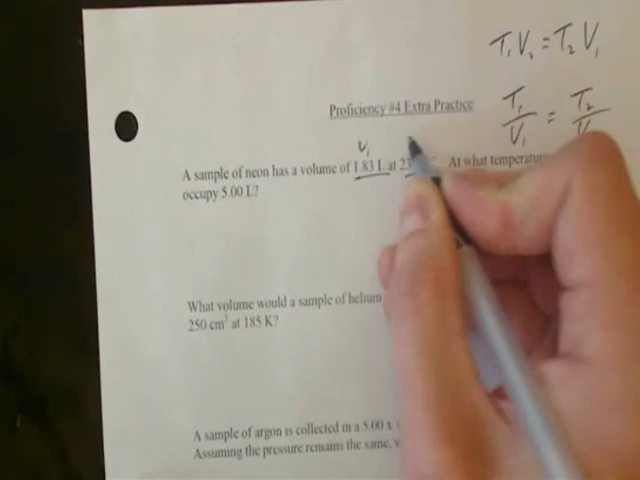 T₁V₂ = T₂V₁
Proficiency #4 Extra Practice
T₁/V₁ = T₂/V
V₁
A sample of neon has a volume of 1.83 L at 23 At what temperature
occupy 5.00 L?
What volume would a sample of helium
250 cm³ at 185 K?
A sample of argon is collected in a 5.00 x
Assuming the pressure remains the same,